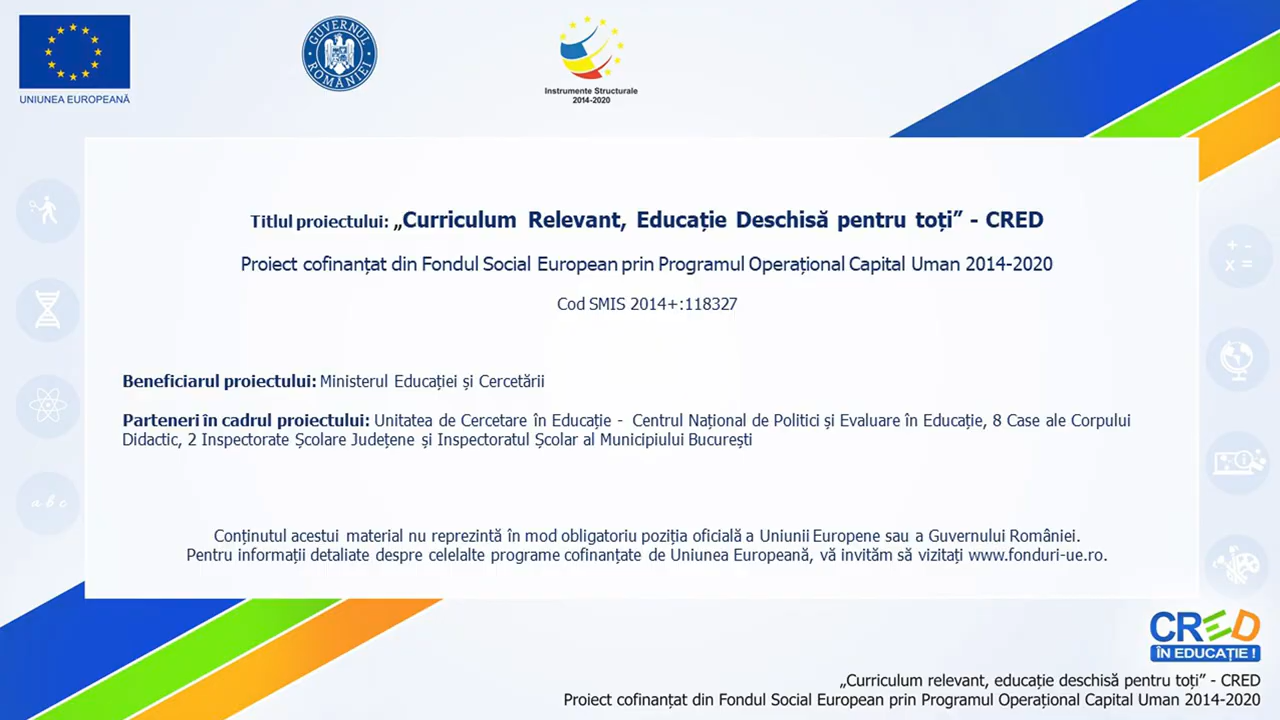 UNIUNEA EUROPEANĂ
GUVERNUL ROMÂNIEI
Instrumente Structurale
2014-2020
Titlul proiectului: „Curriculum Relevant, Educație Deschisă pentru toți” - CRED
Proiect cofinanțat din Fondul Social European prin Programul Operațional Capital Uman 2014-2020
Cod SMIS 2014+:118327
Beneficiarul proiectului: Ministerul Educației și Cercetării
Parteneri în cadrul proiectului: Unitatea de Cercetare în Educație - Centrul Național de Politici și Evaluare în Educație, 8 Case ale Corpului
Didactic, 2 Inspectorate Școlare Județene și Inspectoratul Școlar al Municipiului București
a b c
Conținutul acestui material nu reprezintă în mod obligatoriu poziția oficială a Uniunii Europene sau a Guvernului României.
Pentru informații detaliate despre celelalte programe cofinanțate de Uniunea Europeană, vă invităm să vizitați www.fonduri-ue.ro.
CRED
ÎN EDUCAȚIE !
„Curriculum relevant, educație deschisă pentru toți” - CRED
Proiect cofinanțat din Fondul Social European prin Programul Operațional Capital Uman 2014-2020